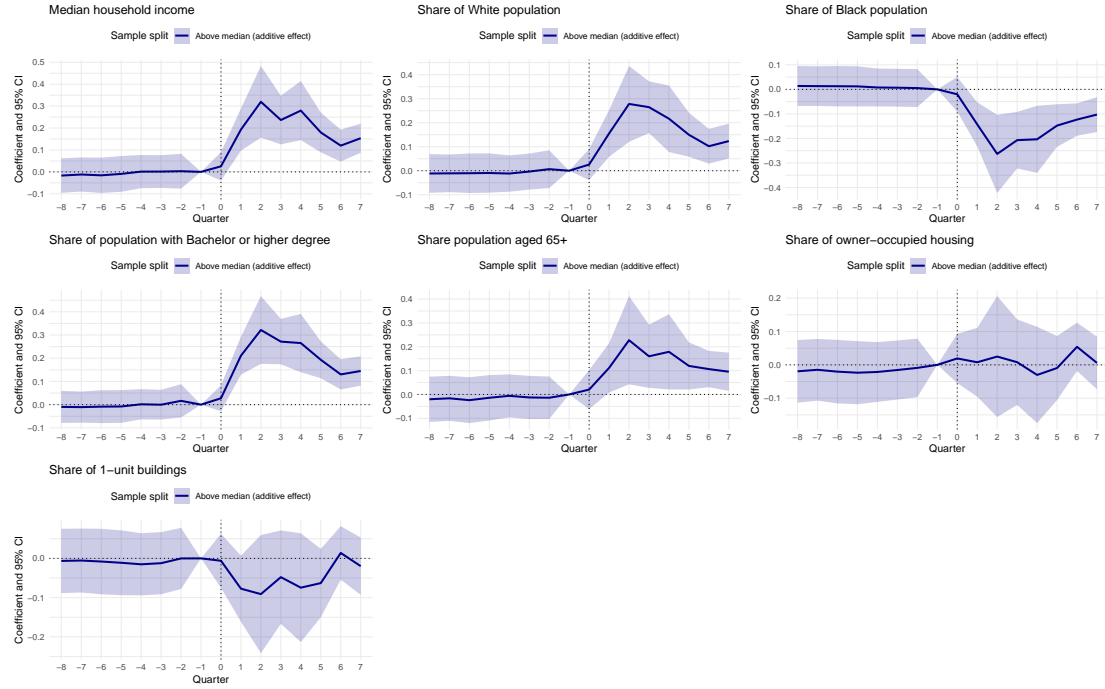 Median household income
Sample split Above median (additive effect)
Coefficient and 95% CI
0.5
0.4
0.3
0.2
0.1
0.0
−0.1
−8 −7 −6 −5 −4 −3 −2 −1 0 1 2 3 4 5 6 7
Quarter
Share of White population
Sample split Above median (additive effect)
Coefficient and 95% CI
0.4
0.3
0.2
0.1
0.0
−0.1
−8 −7 −6 −5 −4 −3 −2 −1 0 1 2 3 4 5 6 7
Quarter
Share of Black population
Sample split Above median (additive effect)
Coefficient and 95% CI
0.1
0.0
−0.1
−0.2
−0.3
−0.4
−8 −7 −6 −5 −4 −3 −2 −1 0 1 2 3 4 5 6 7
Quarter
Share of population with Bachelor or higher degree
Sample split Above median (additive effect)
Coefficient and 95% CI
0.4
0.3
0.2
0.1
0.0
−0.1
−8 −7 −6 −5 −4 −3 −2 −1 0 1 2 3 4 5 6 7
Quarter
Share population aged 65+
Sample split Above median (additive effect)
Coefficient and 95% CI
0.4
0.3
0.2
0.1
0.0
−0.1
−8 −7 −6 −5 −4 −3 −2 −1 0 1 2 3 4 5 6 7
Quarter
Share of owner−occupied housing
Sample split Above median (additive effect)
Coefficient and 95% CI
0.2
0.1
0.0
−0.1
−8 −7 −6 −5 −4 −3 −2 −1 0 1 2 3 4 5 6 7
Quarter
Share of 1−unit buildings
Sample split Above median (additive effect)
Coefficient and 95% CI
0.0
−0.1
−0.2
−8 −7 −6 −5 −4 −3 −2 −1 0 1 2 3 4 5 6 7
Quarter